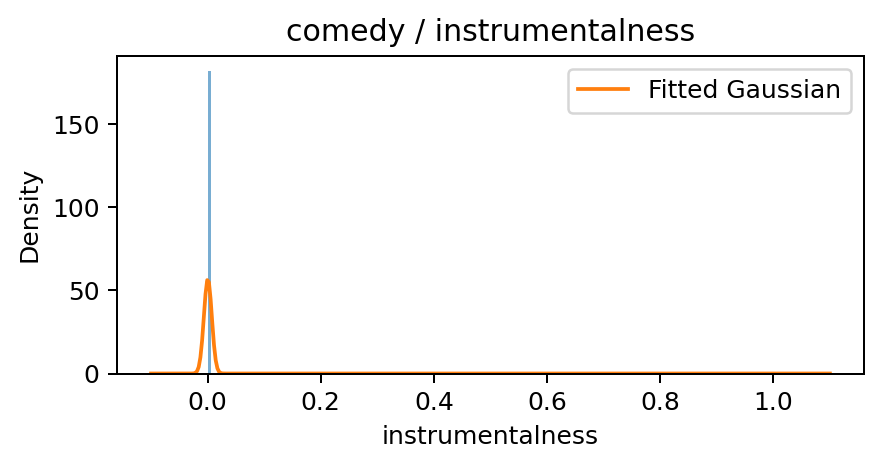 comedy / instrumentalness
Fitted Gaussian
Density
150
100
50
0
0.0 0.2 0.4 0.6 0.8 1.0
instrumentalness